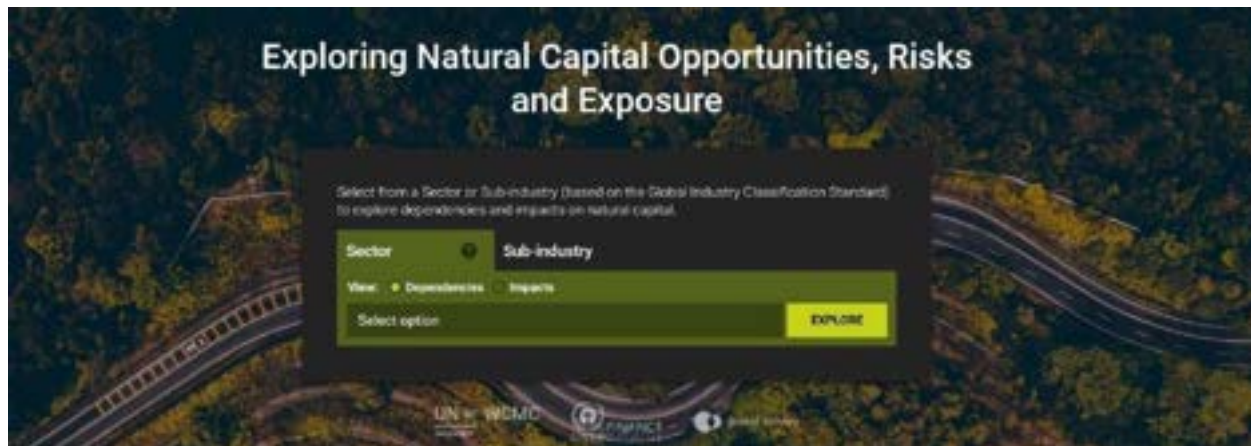 Exploring Natural Capital Opportunities, Risks
and Exposure
Select from a Sector or Sub-industry (based on the Global Industry Classification Standard)
to explore dependencies and impacts on natural capital.
Sector
Sub-industry
View: Dependencies Impacts
Select option
EXPLORE
UN WCMC
FINANCE